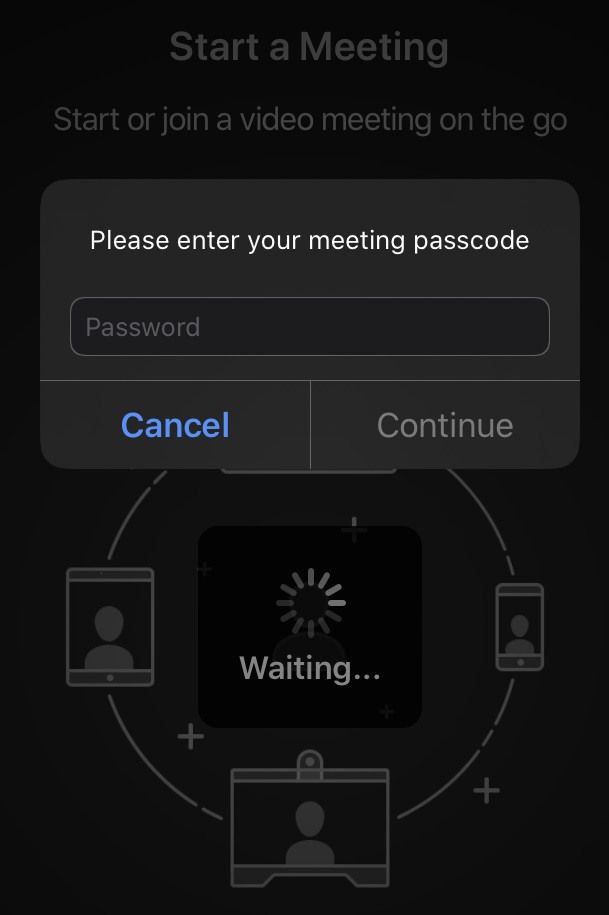 Start a Meeting
Start or join a video meeting on the go
Please enter your meeting passcode
Password
Cancel
Continue
Waiting...